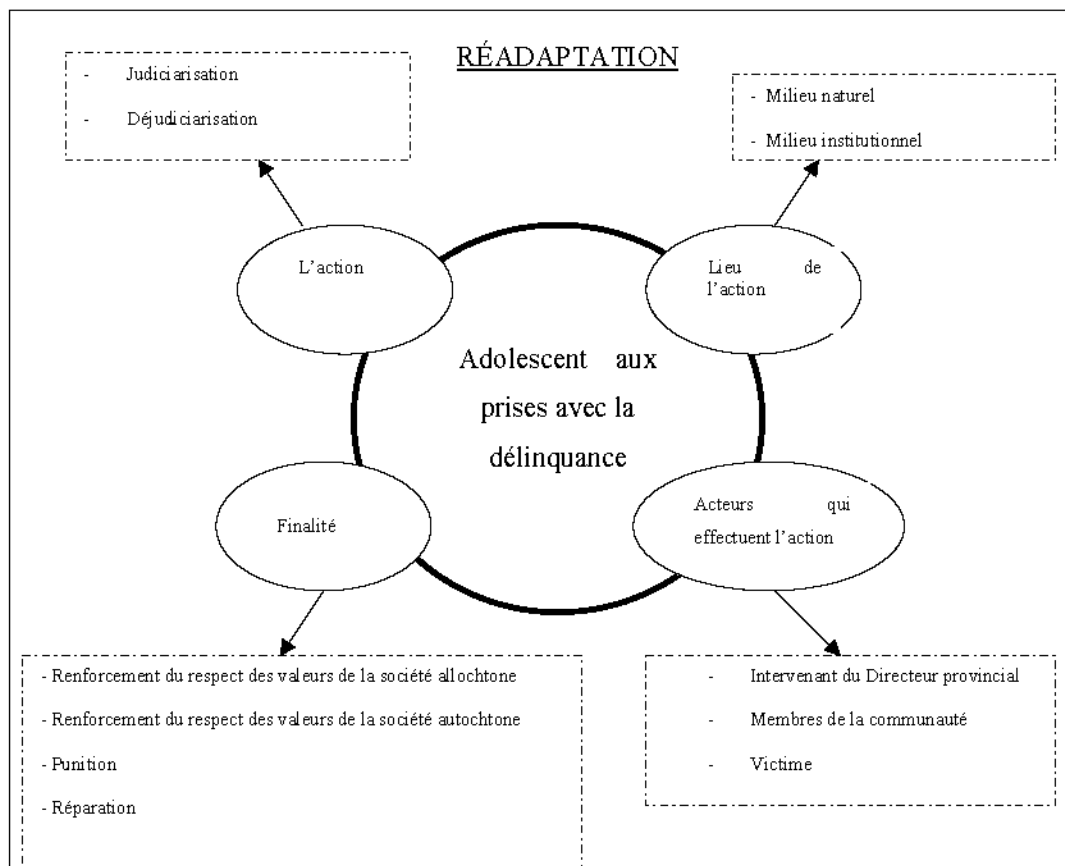 RÉADAPTATION
- Judiciarisation
- Déjudiciarisation
- Milieu naturel
- Milieu institutionnel
L'action
Lieu de
l'action
Adolescent aux
prises avec la
délinquance
Finalité
Acteurs qui
effectuent l'action
- Renforcement du respect des valeurs de la société allochtone
- Renforcement du respect des valeurs de la société autochtone
- Punition
- Réparation
- Intervenant du Directeur provincial
- Membres de la communauté
- Victime